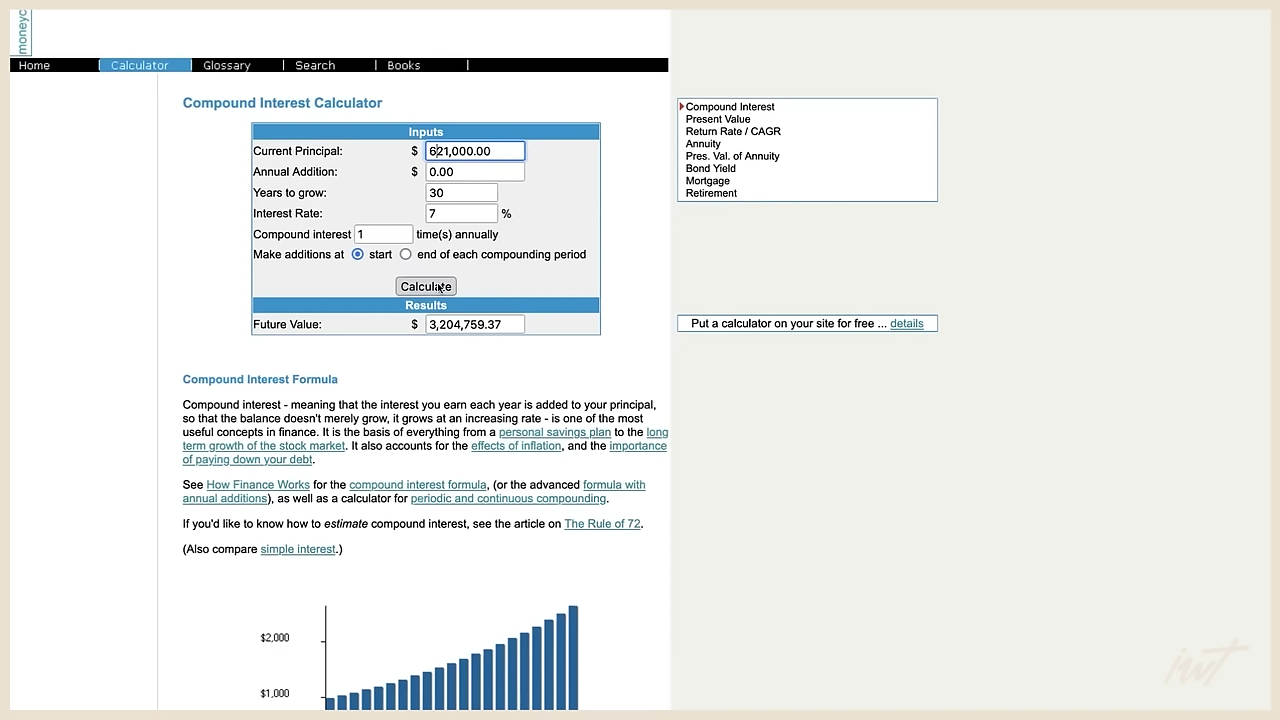 moneyc
Home | Calculator | Glossary | Search | Books |
Compound Interest Calculator
Inputs
Current Principal: $ 621,000.00
Annual Addition: $ 0.00
Years to grow: 30
Interest Rate: 7 %
Compound interest 1 time(s) annually
Make additions at start end of each compounding period
Calculate
Results
Future Value: $ 3,204,759.37
Compound Interest Formula
Compound interest - meaning that the interest you earn each year is added to your principal,
so that the balance doesn't merely grow, it grows at an increasing rate - is one of the most
useful concepts in finance. It is the basis of everything from a personal savings plan to the long
term growth of the stock market. It also accounts for the effects of inflation, and the importance
of paying down your debt.
See How Finance Works for the compound interest formula, (or the advanced formula with
annual additions), as well as a calculator for periodic and continuous compounding.
If you'd like to know how to estimate compound interest, see the article on The Rule of 72.
(Also compare simple interest.)
$2,000
$1,000
Compound Interest
Present Value
Return Rate / CAGR
Annuity
Pres. Val. of Annuity
Bond Yield
Mortgage
Retirement
Put a calculator on your site for free ... details
iwt